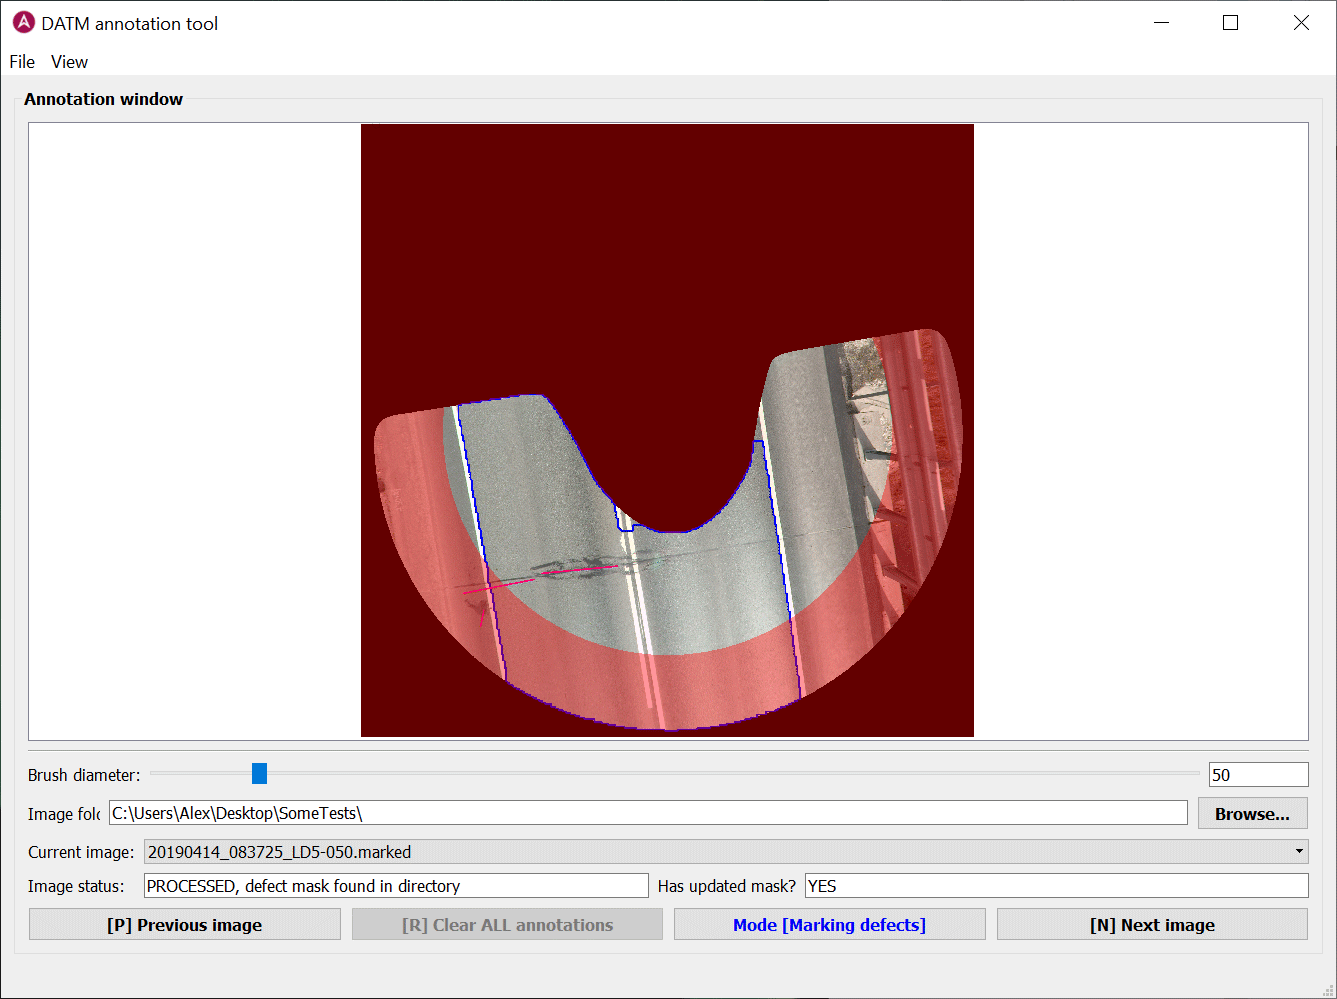 DATM annotation tool
File View
Annotation window
Brush diameter: 50
Image fold C:\Users\Alex\Desktop\SomeTests\ Browse...
Current image: 20190414_083725_LD5-050.marked
Image status: PROCESSED, defect mask found in directory Has updated mask? YES
[P] Previous image [R] Clear ALL annotations Mode [Marking defects] [N] Next image